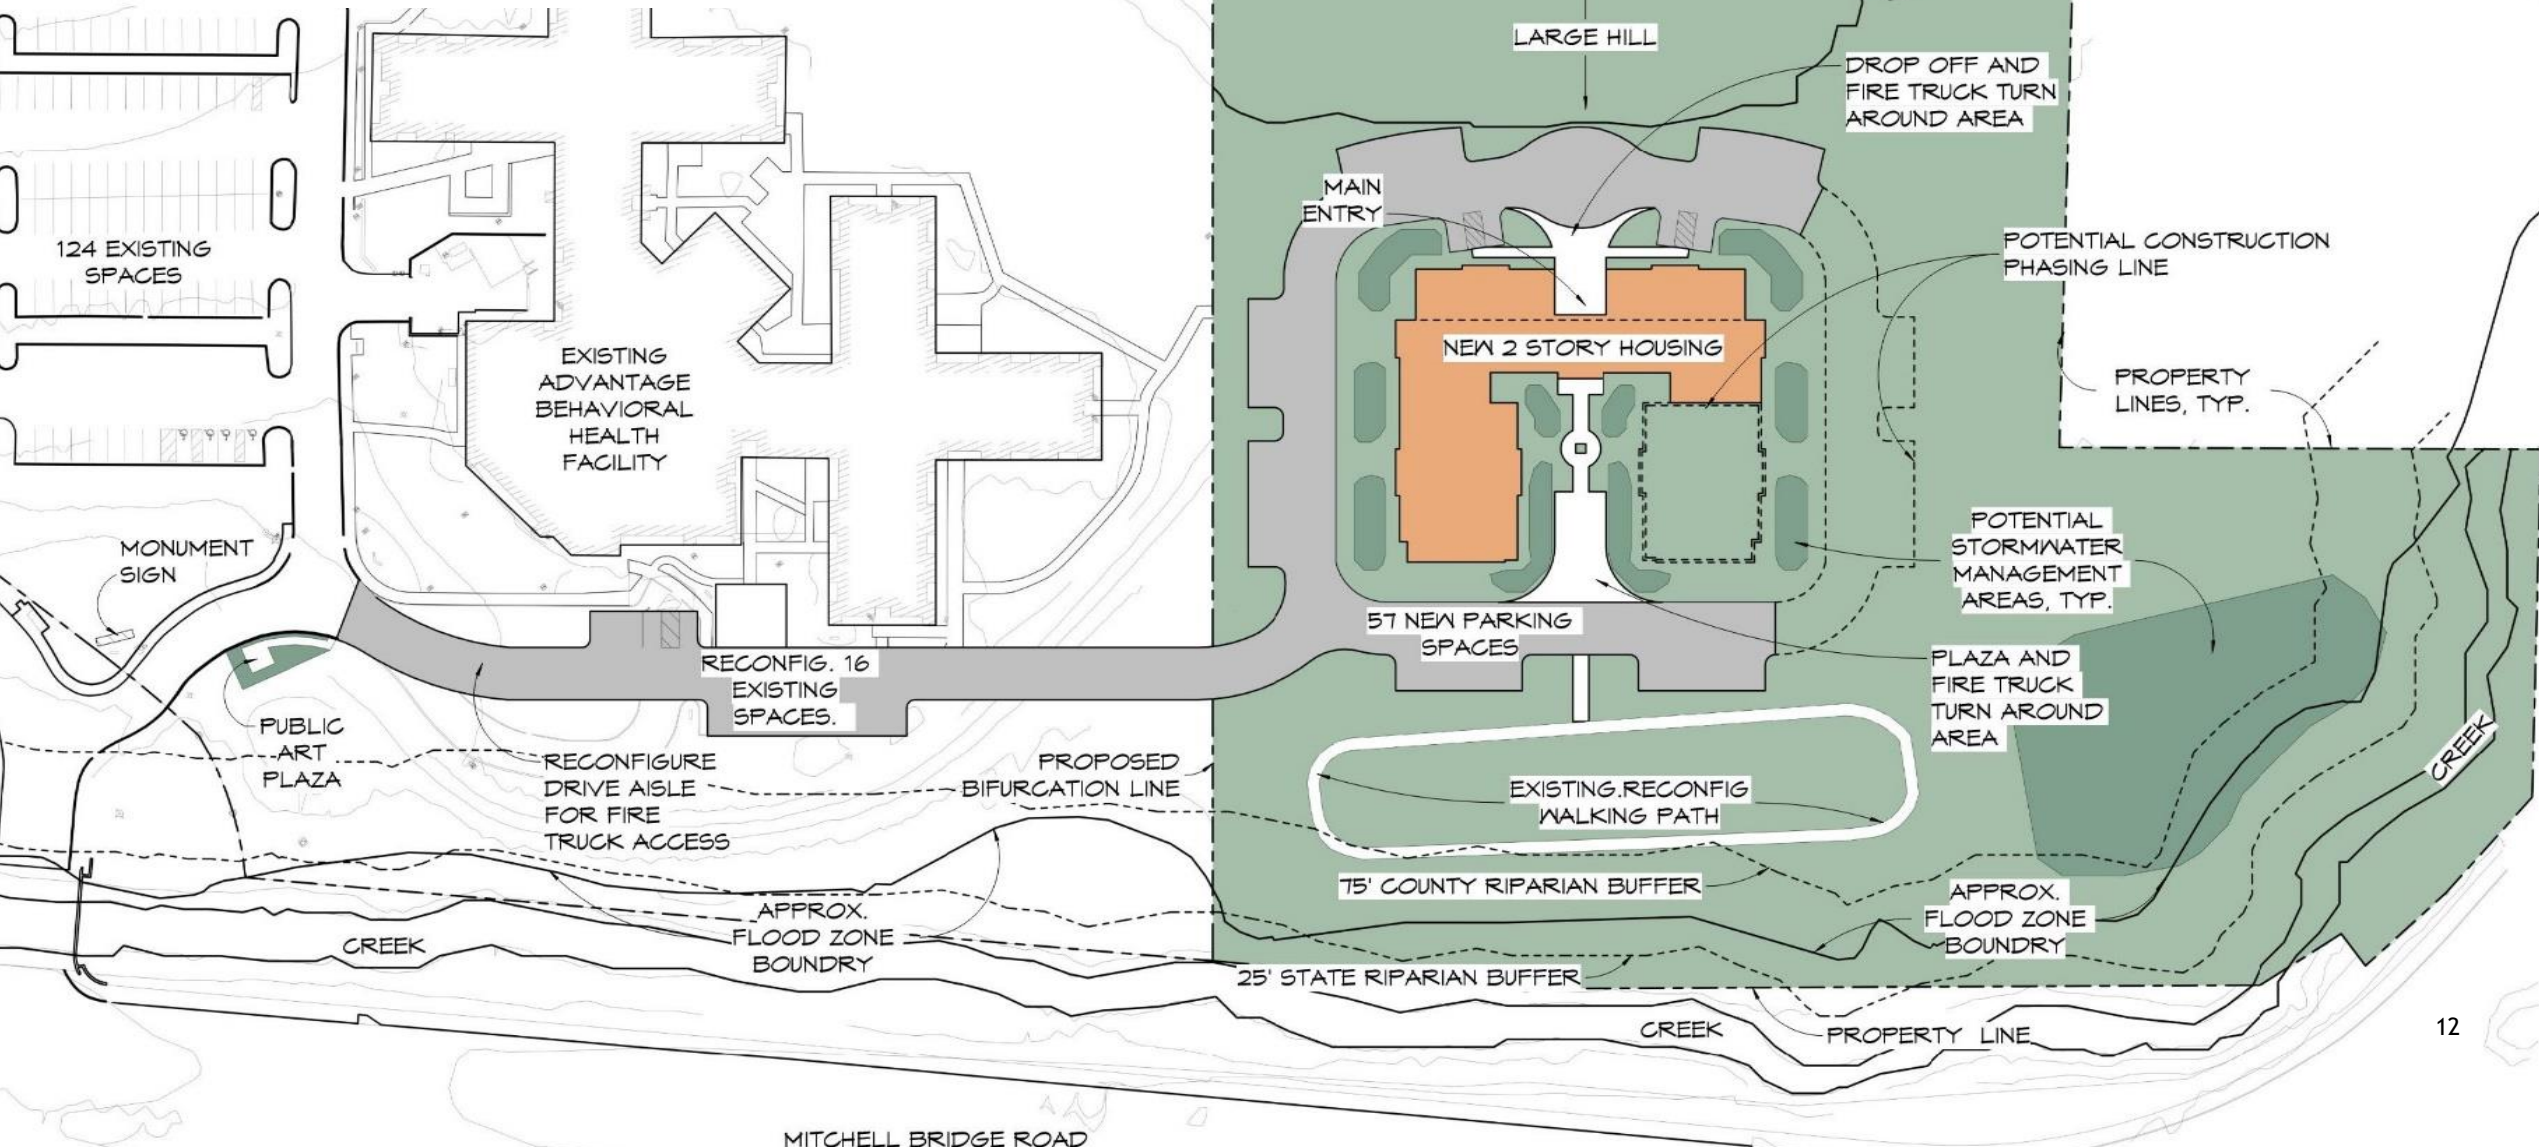 LARGE HILL
DROP OFF AND
FIRE TRUCK TURN
AROUND AREA
MAIN
ENTRY
124 EXISTING
SPACES
POTENTIAL CONSTRUCTION
PHASING LINE
NEW 2 STORY HOUSING
EXISTING
ADVANTAGE
BEHAVIORAL
HEALTH
FACILITY
PROPERTY
LINES, TYP.
MONUMENT
SIGN
POTENTIAL
STORMWATER
MANAGEMENT
AREAS, TYP.
57 NEW PARKING
SPACES
RECONFIG. 16
EXISTING
SPACES.
PLAZA AND
FIRE TRUCK
TURN AROUND
AREA
PUBLIC
ART
PLAZA
RECONFIGURE
DRIVE AISLE
FOR FIRE
TRUCK ACCESS
PROPOSED
BIFURCATION LINE
EXISTING.RECONFIG
WALKING PATH
CREEK
75' COUNTY RIPARIAN BUFFER
APPROX.
FLOOD ZONE
BOUNDRY
APPROX.
FLOOD ZONE
BOUNDRY
CREEK
25' STATE RIPARIAN BUFFER
CREEK
PROPERTY LINE
12
MITCHELL BRIDGE ROAD